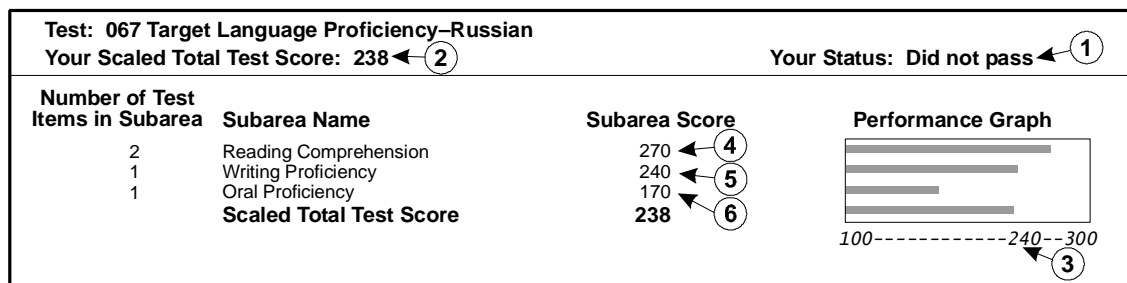 Test: 067 Target Language Proficiency–Russian
Your Scaled Total Test Score: 238 2
Your Status: Did not pass 1
Number of Test
Items in Subarea Subarea Name Subarea Score Performance Graph
2 Reading Comprehension 270 4
1 Writing Proficiency 240 5
1 Oral Proficiency 170 6
Scaled Total Test Score 238
100-------------240--300
3